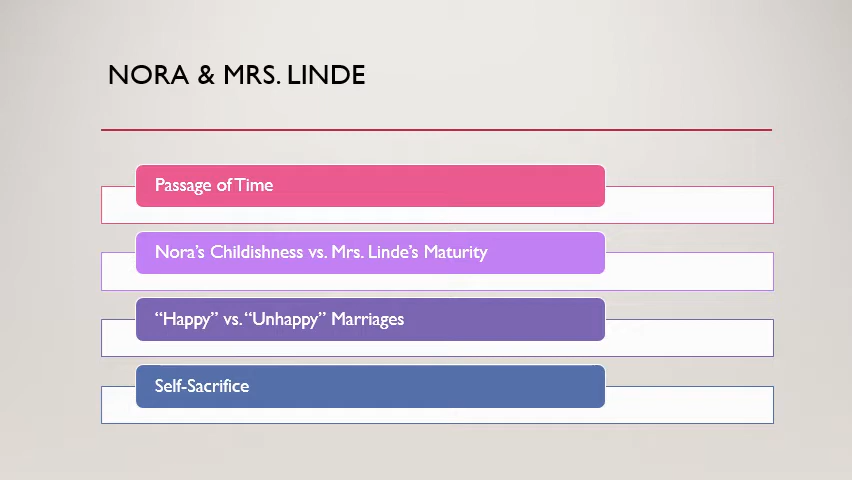 NORA & MRS. LINDE
Passage of Time
Nora’s Childishness vs. Mrs. Linde’s Maturity
“Happy” vs. “Unhappy” Marriages
Self-Sacrifice